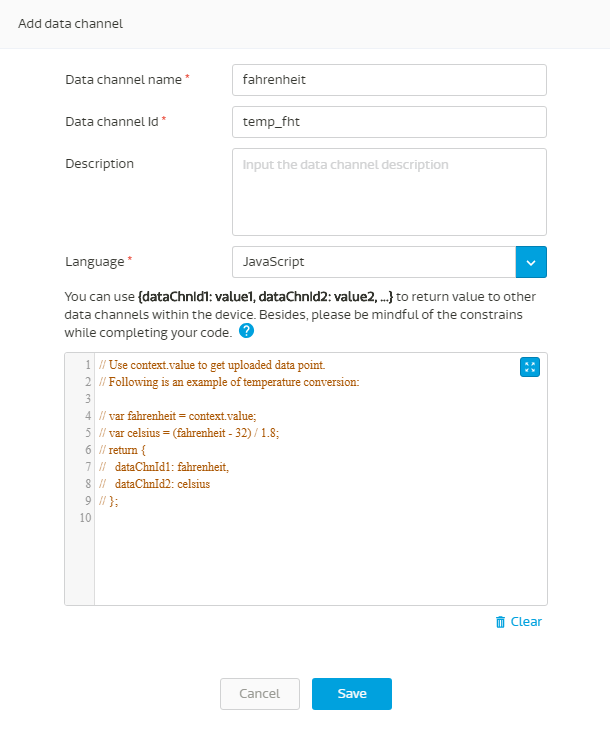 Add data channel
Data channel name *
fahrenheit
Data channel Id *
temp_fht
Description
Input the data channel description
Language *
JavaScript
You can use {dataChnId1: value1, dataChnId2: value2, ...} to return value to other
data channels within the device. Besides, please be mindful of the constrains
while completing your code. ?
1 // Use context.value to get uploaded data point.
2 // Following is an example of temperature conversion:
3
4 // var fahrenheit = context.value;
5 // var celsius = (fahrenheit - 32) / 1.8;
6 // return {
7 //   dataChnId1: fahrenheit,
8 //   dataChnId2: celsius
9 // };
10
Clear
Cancel
Save